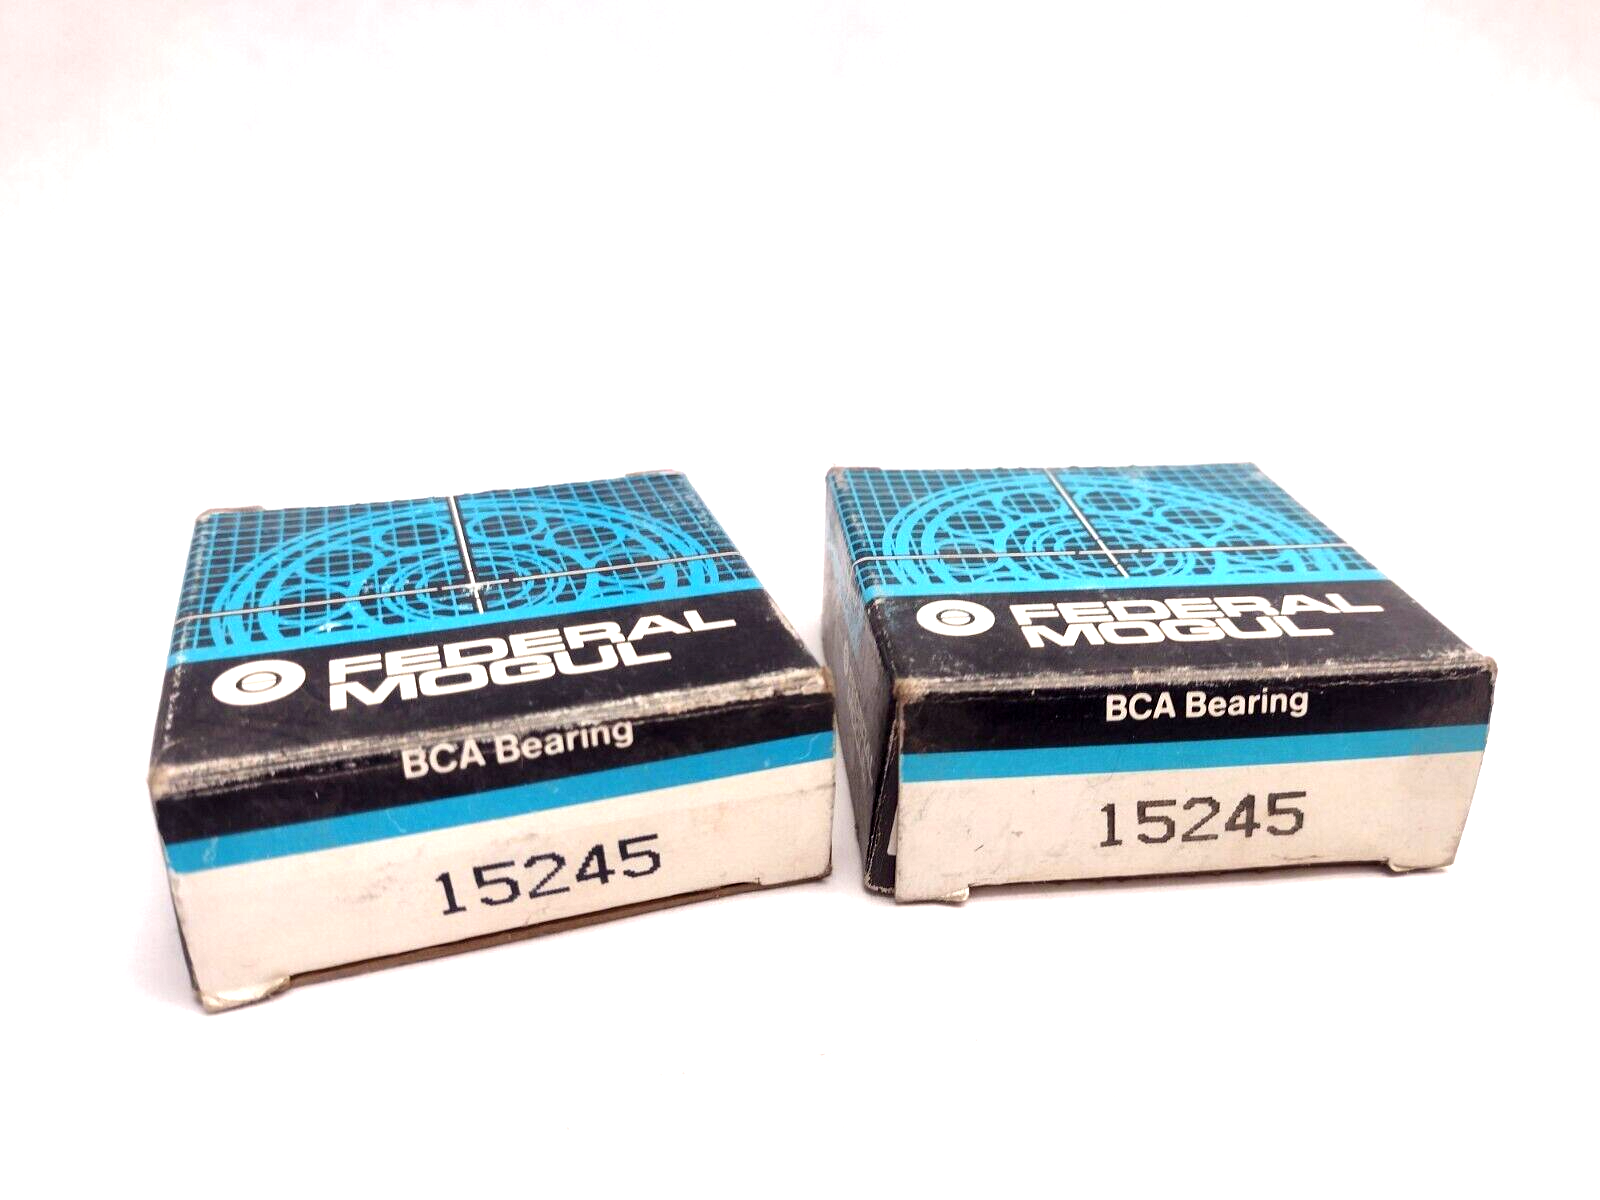 FEDERAL
MOGUL
BCA Bearing
15245
FEDERAL
MOGUL
BCA Bearing
15245